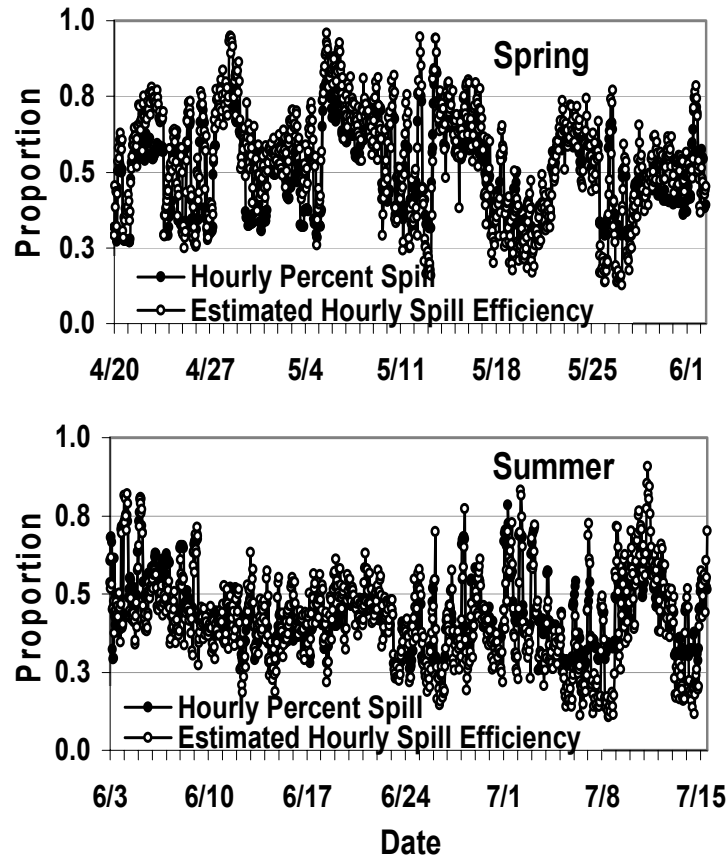 1.0
Spring
0.8
0.5
0.3
0.0
Proportion
Hourly Percent Spill
Estimated Hourly Spill Efficiency
4/20 4/27 5/4 5/11 5/18 5/25 6/1
1.0
Summer
0.8
0.5
0.3
0.0
Proportion
Hourly Percent Spill
Estimated Hourly Spill Efficiency
6/3 6/10 6/17 6/24 7/1 7/8 7/15
Date